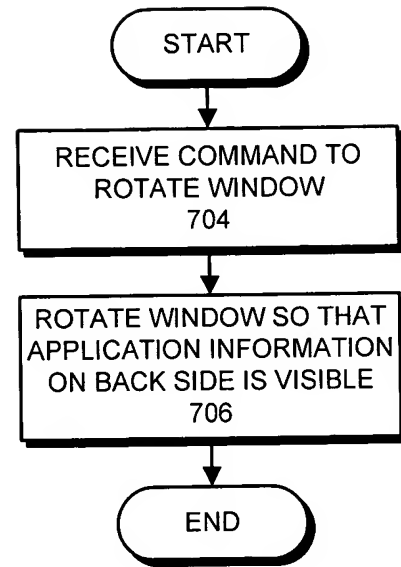 START
RECEIVE COMMAND TO
ROTATE WINDOW
704
ROTATE WINDOW SO THAT
APPLICATION INFORMATION
ON BACK SIDE IS VISIBLE
706
END